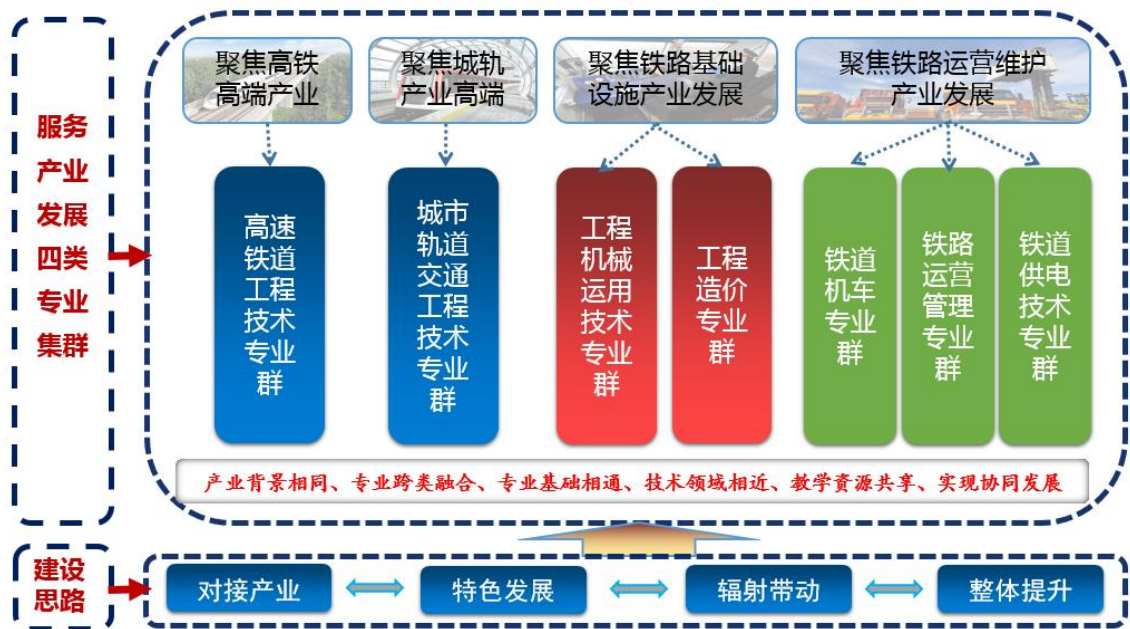 服务
产业
发展
四类
专业
集群
聚焦高铁
高端产业
聚焦城轨
产业高端
聚焦铁路基础
设施产业发展
聚焦铁路运营维护
产业发展
高速
铁道
工程
技术
专业
群
城市
轨道
交通
工程
技术
专业
群
工程
机械
运用
技术
专业
群
工程
造价
专业
群
铁道
机车
专业
群
铁路
运营
管理
专业
群
铁道
供电
技术
专业
群
产业背景相同、专业跨类融合、专业基础相通、技术领域相近、教学资源共享、实现协同发展
建设
思路
对接产业
特色发展
辐射带动
整体提升